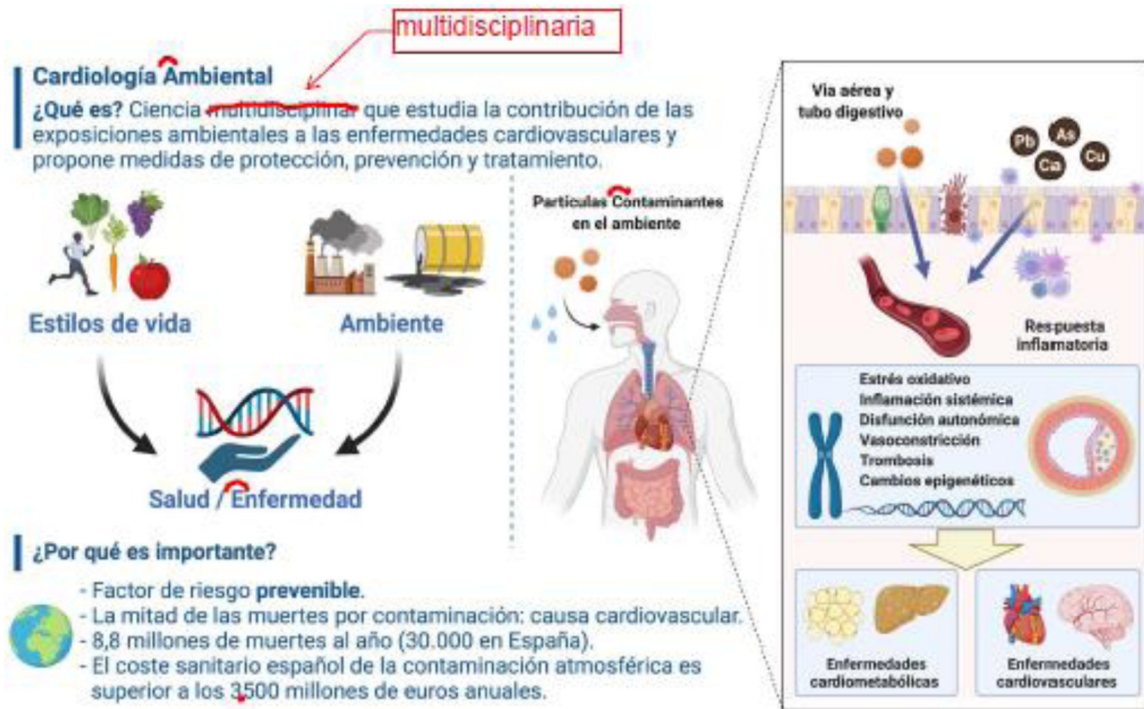 multidisciplinaria
Cardiología Ambiental
¿Qué es? Ciencia multidisciplinar que estudia la contribución de las
exposiciones ambientales a las enfermedades cardiovasculares y
propone medidas de protección, prevención y tratamiento.
Estilos de vida
Ambiente
Salud / Enfermedad
Partículas Contaminantes
en el ambiente
Vía aérea y
tubo digestivo
Pb
As
Cu
Respuesta
inflamatoria
Estrés oxidativo
Inflamación sistémica
Disfunción autonómica
Vasoconstricción
Trombosis
Cambios epigenéticos
Enfermedades
cardiometabólicas
Enfermedades
cardiovasculares
¿Por qué es importante?
- Factor de riesgo prevenible.
- La mitad de las muertes por contaminación: causa cardiovascular.
- 8,8 millones de muertes al año (30.000 en España).
- El coste sanitario español de la contaminación atmosférica es
superior a los 3500 millones de euros anuales.